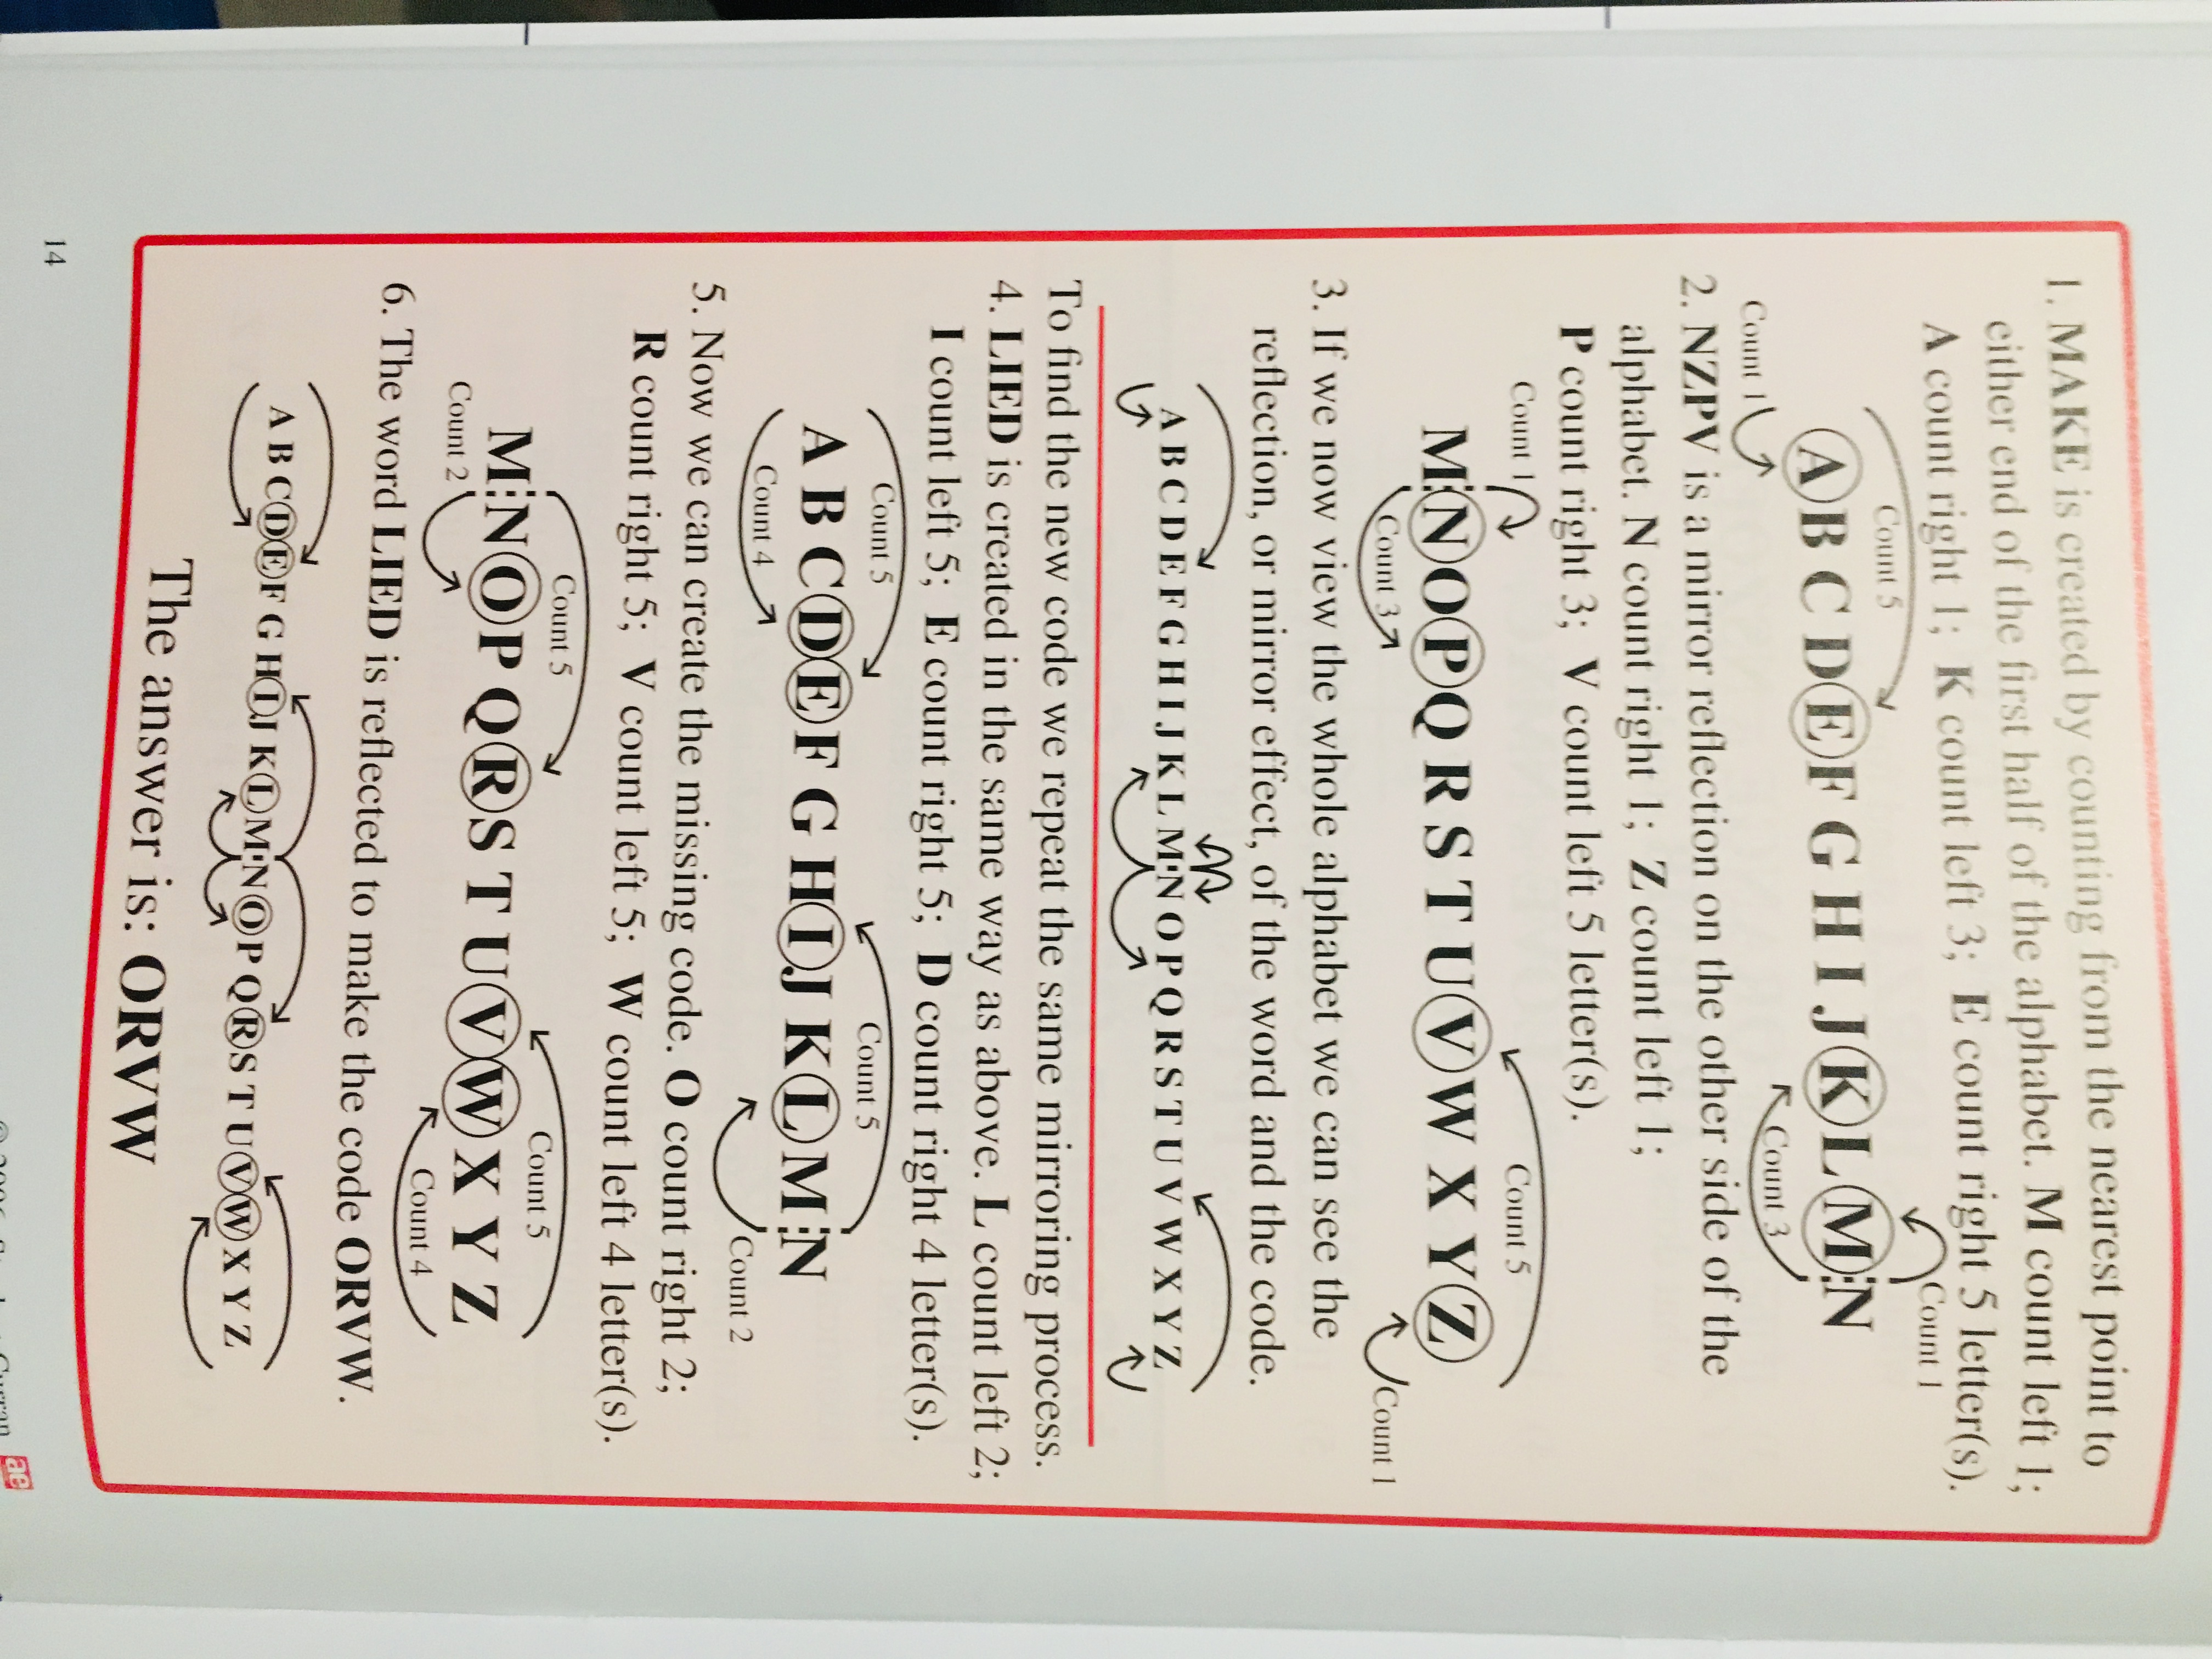 1. MAKE is created by counting from the nearest point to
either end of the first half of the alphabet. M count left 1;
A count right 1; K count left 3; E count right 5 letter(s).
Count 5
Count 1
Count 1
A B C D E F G H I J K L M N
Count 3
2. NZPV is a mirror reflection on the other side of the
alphabet. N count right 1; Z count left 1;
P count right 3; V count left 5 letter(s).
Count 1
Count 5
M N O P Q R S T U V W X Y Z
Count 3
Count 1
3. If we now view the whole alphabet we can see the
reflection, or mirror effect, of the word and the code.
A B C D E F G H I J K L M N O P Q R S T U V W X Y Z
To find the new code we repeat the same mirroring process.
4. LIED is created in the same way as above. L count left 2;
I count left 5; E count right 5; D count right 4 letter(s).
Count 5
Count 5
A B C D E F G H I J K L M N
Count 4
Count 2
5. Now we can create the missing code. O count right 2;
R count right 5; V count left 5; W count left 4 letter(s).
Count 5
Count 5
M N O P Q R S T U V W X Y Z
Count 2
Count 4
6. The word LIED is reflected to make the code ORVW.
A B C D E F G H I J K L M N O P Q R S T U V W X Y Z
The answer is: ORVW
14
ae